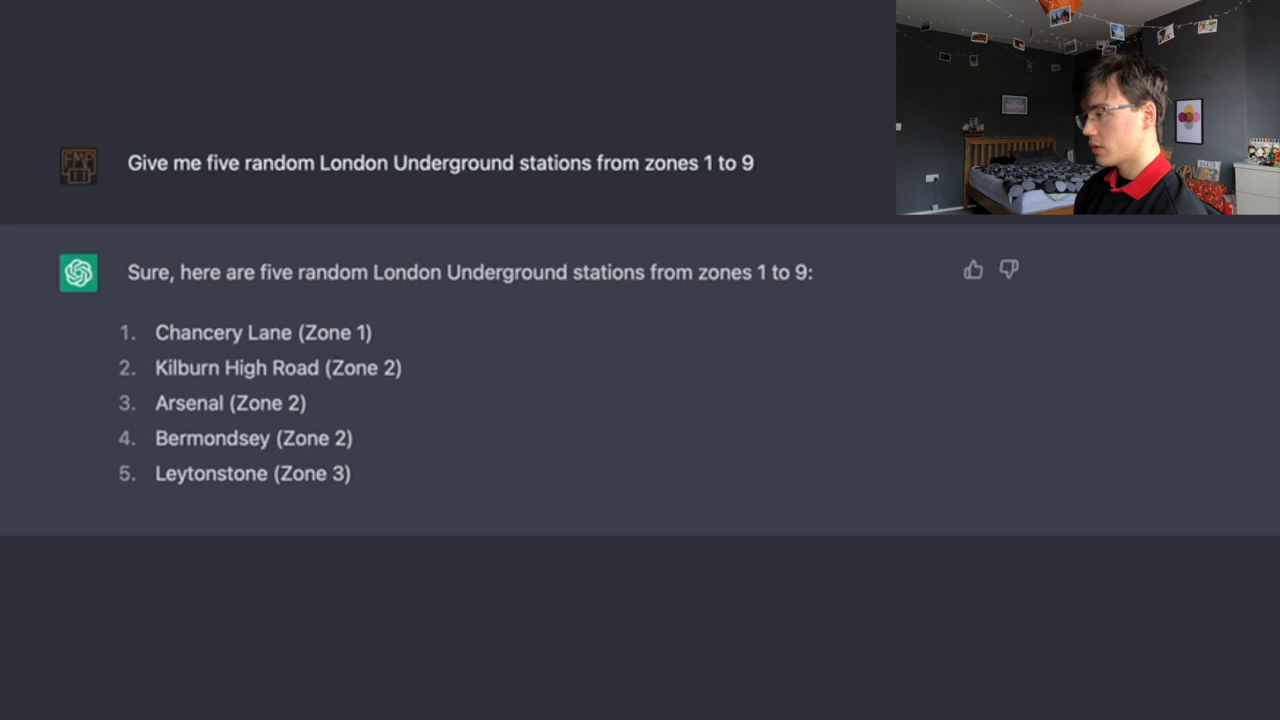 Give me five random London Underground stations from zones 1 to 9
Sure, here are five random London Underground stations from zones 1 to 9:
1. Chancery Lane (Zone 1)
2. Kilburn High Road (Zone 2)
3. Arsenal (Zone 2)
4. Bermondsey (Zone 2)
5. Leytonstone (Zone 3)